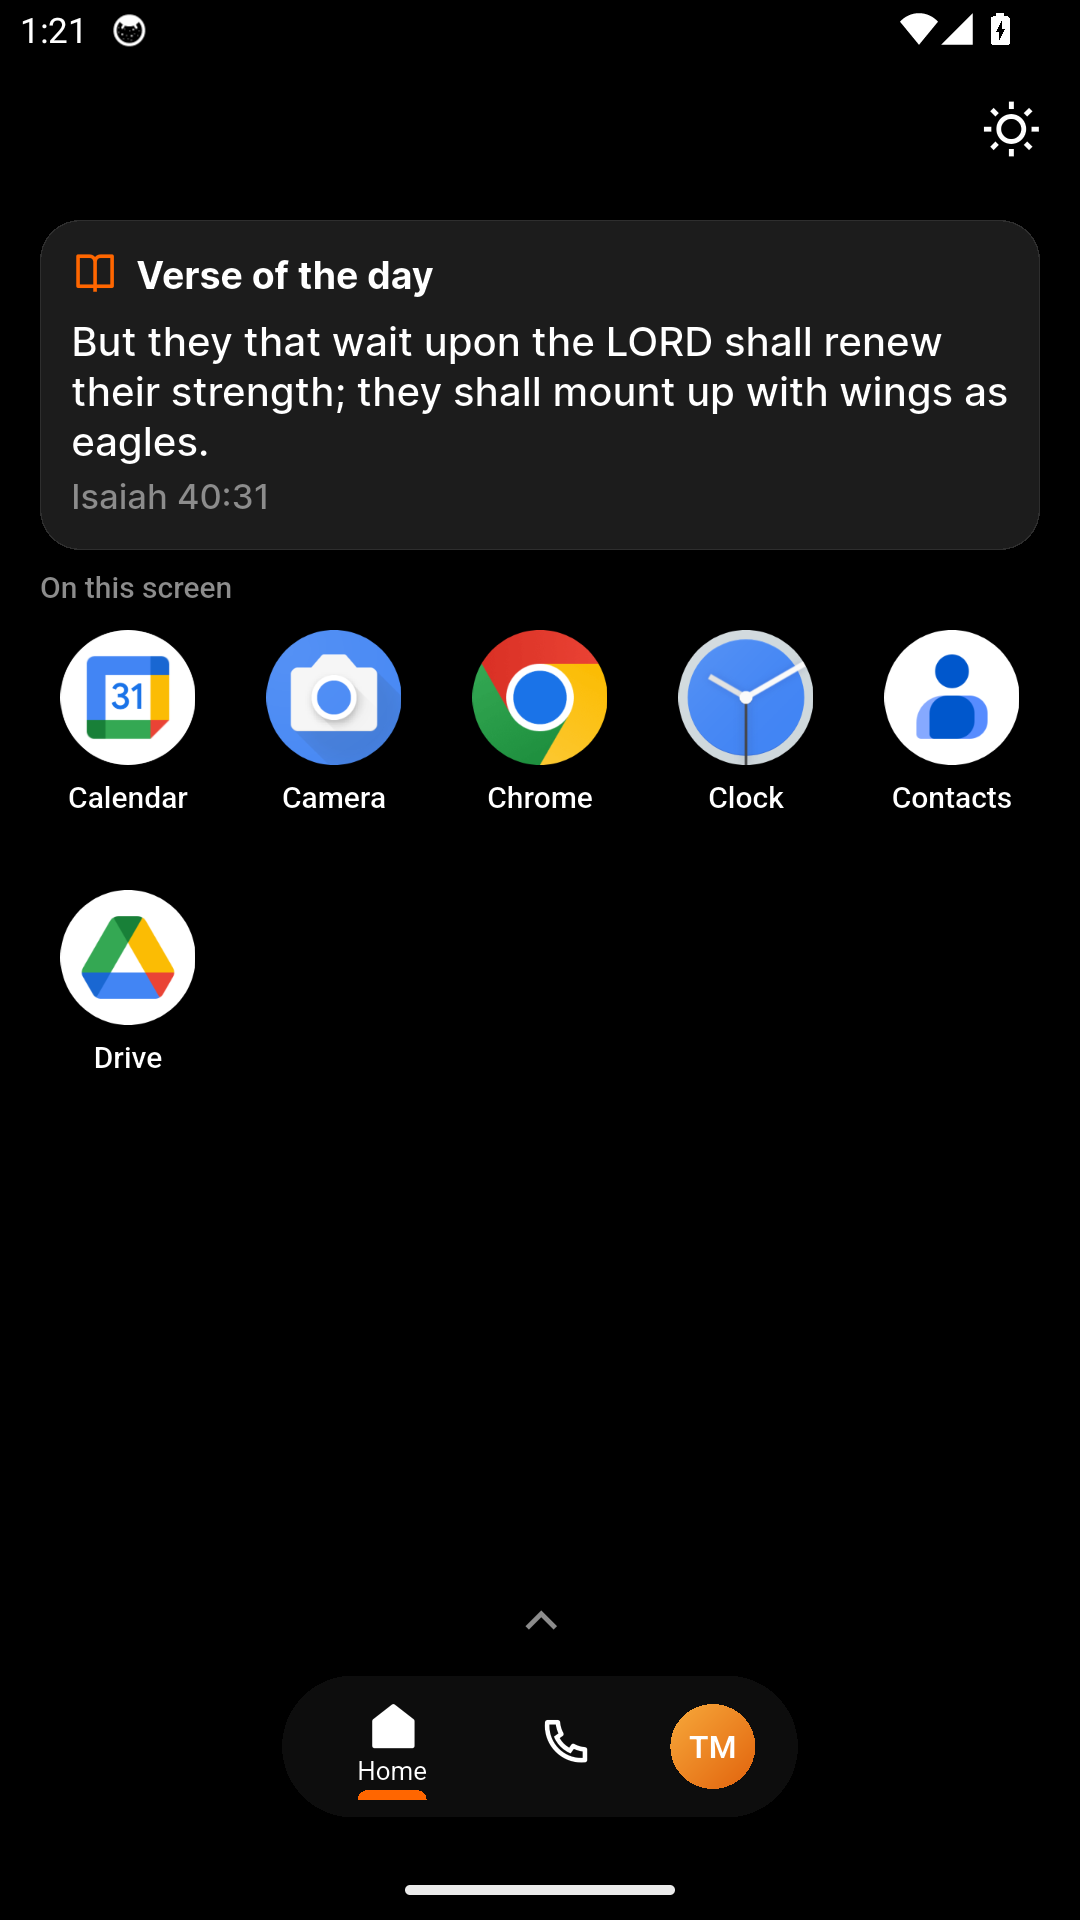 1:21
Verse of the day
But they that wait upon the LORD shall renew
their strength; they shall mount up with wings as
eagles.
Isaiah 40:31
On this screen
31
Calendar
Camera
Chrome
Clock
Contacts
Drive
Home
TM